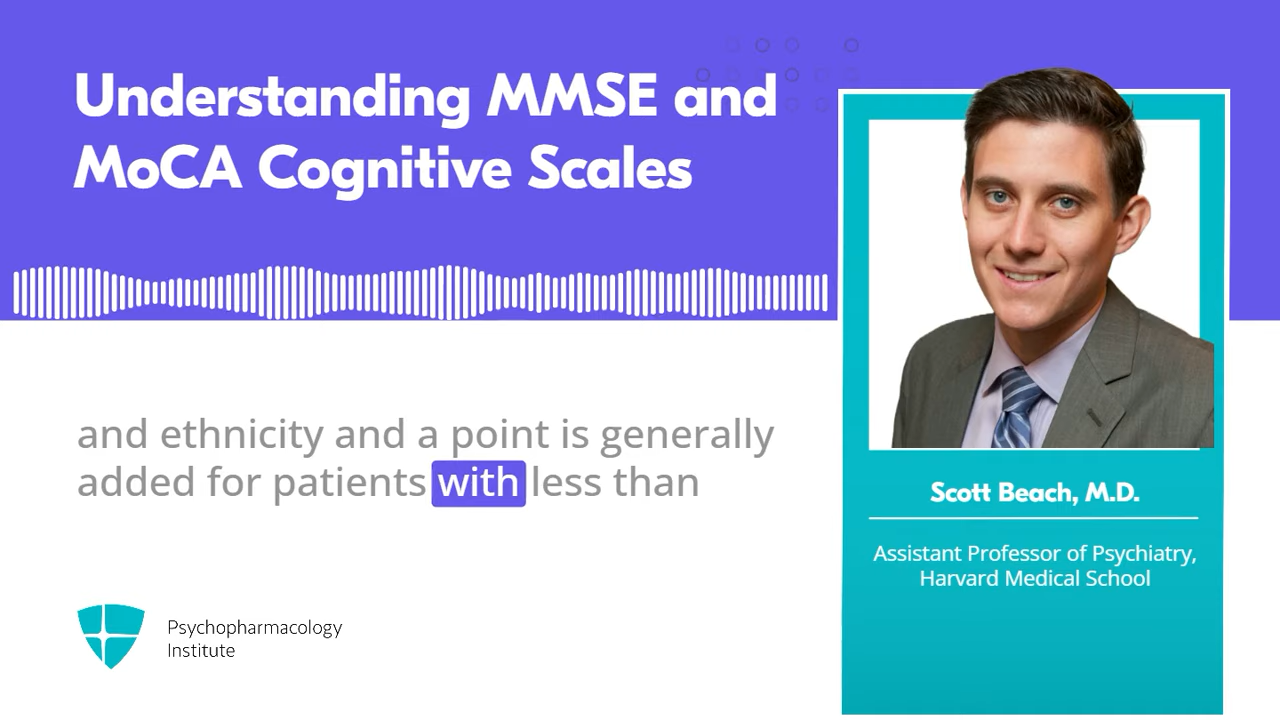 Understanding MMSE and
MoCA Cognitive Scales
and ethnicity and a point is generally
added for patients with less than
Scott Beach, M.D.
Assistant Professor of Psychiatry,
Harvard Medical School
Psychopharmacology
Institute